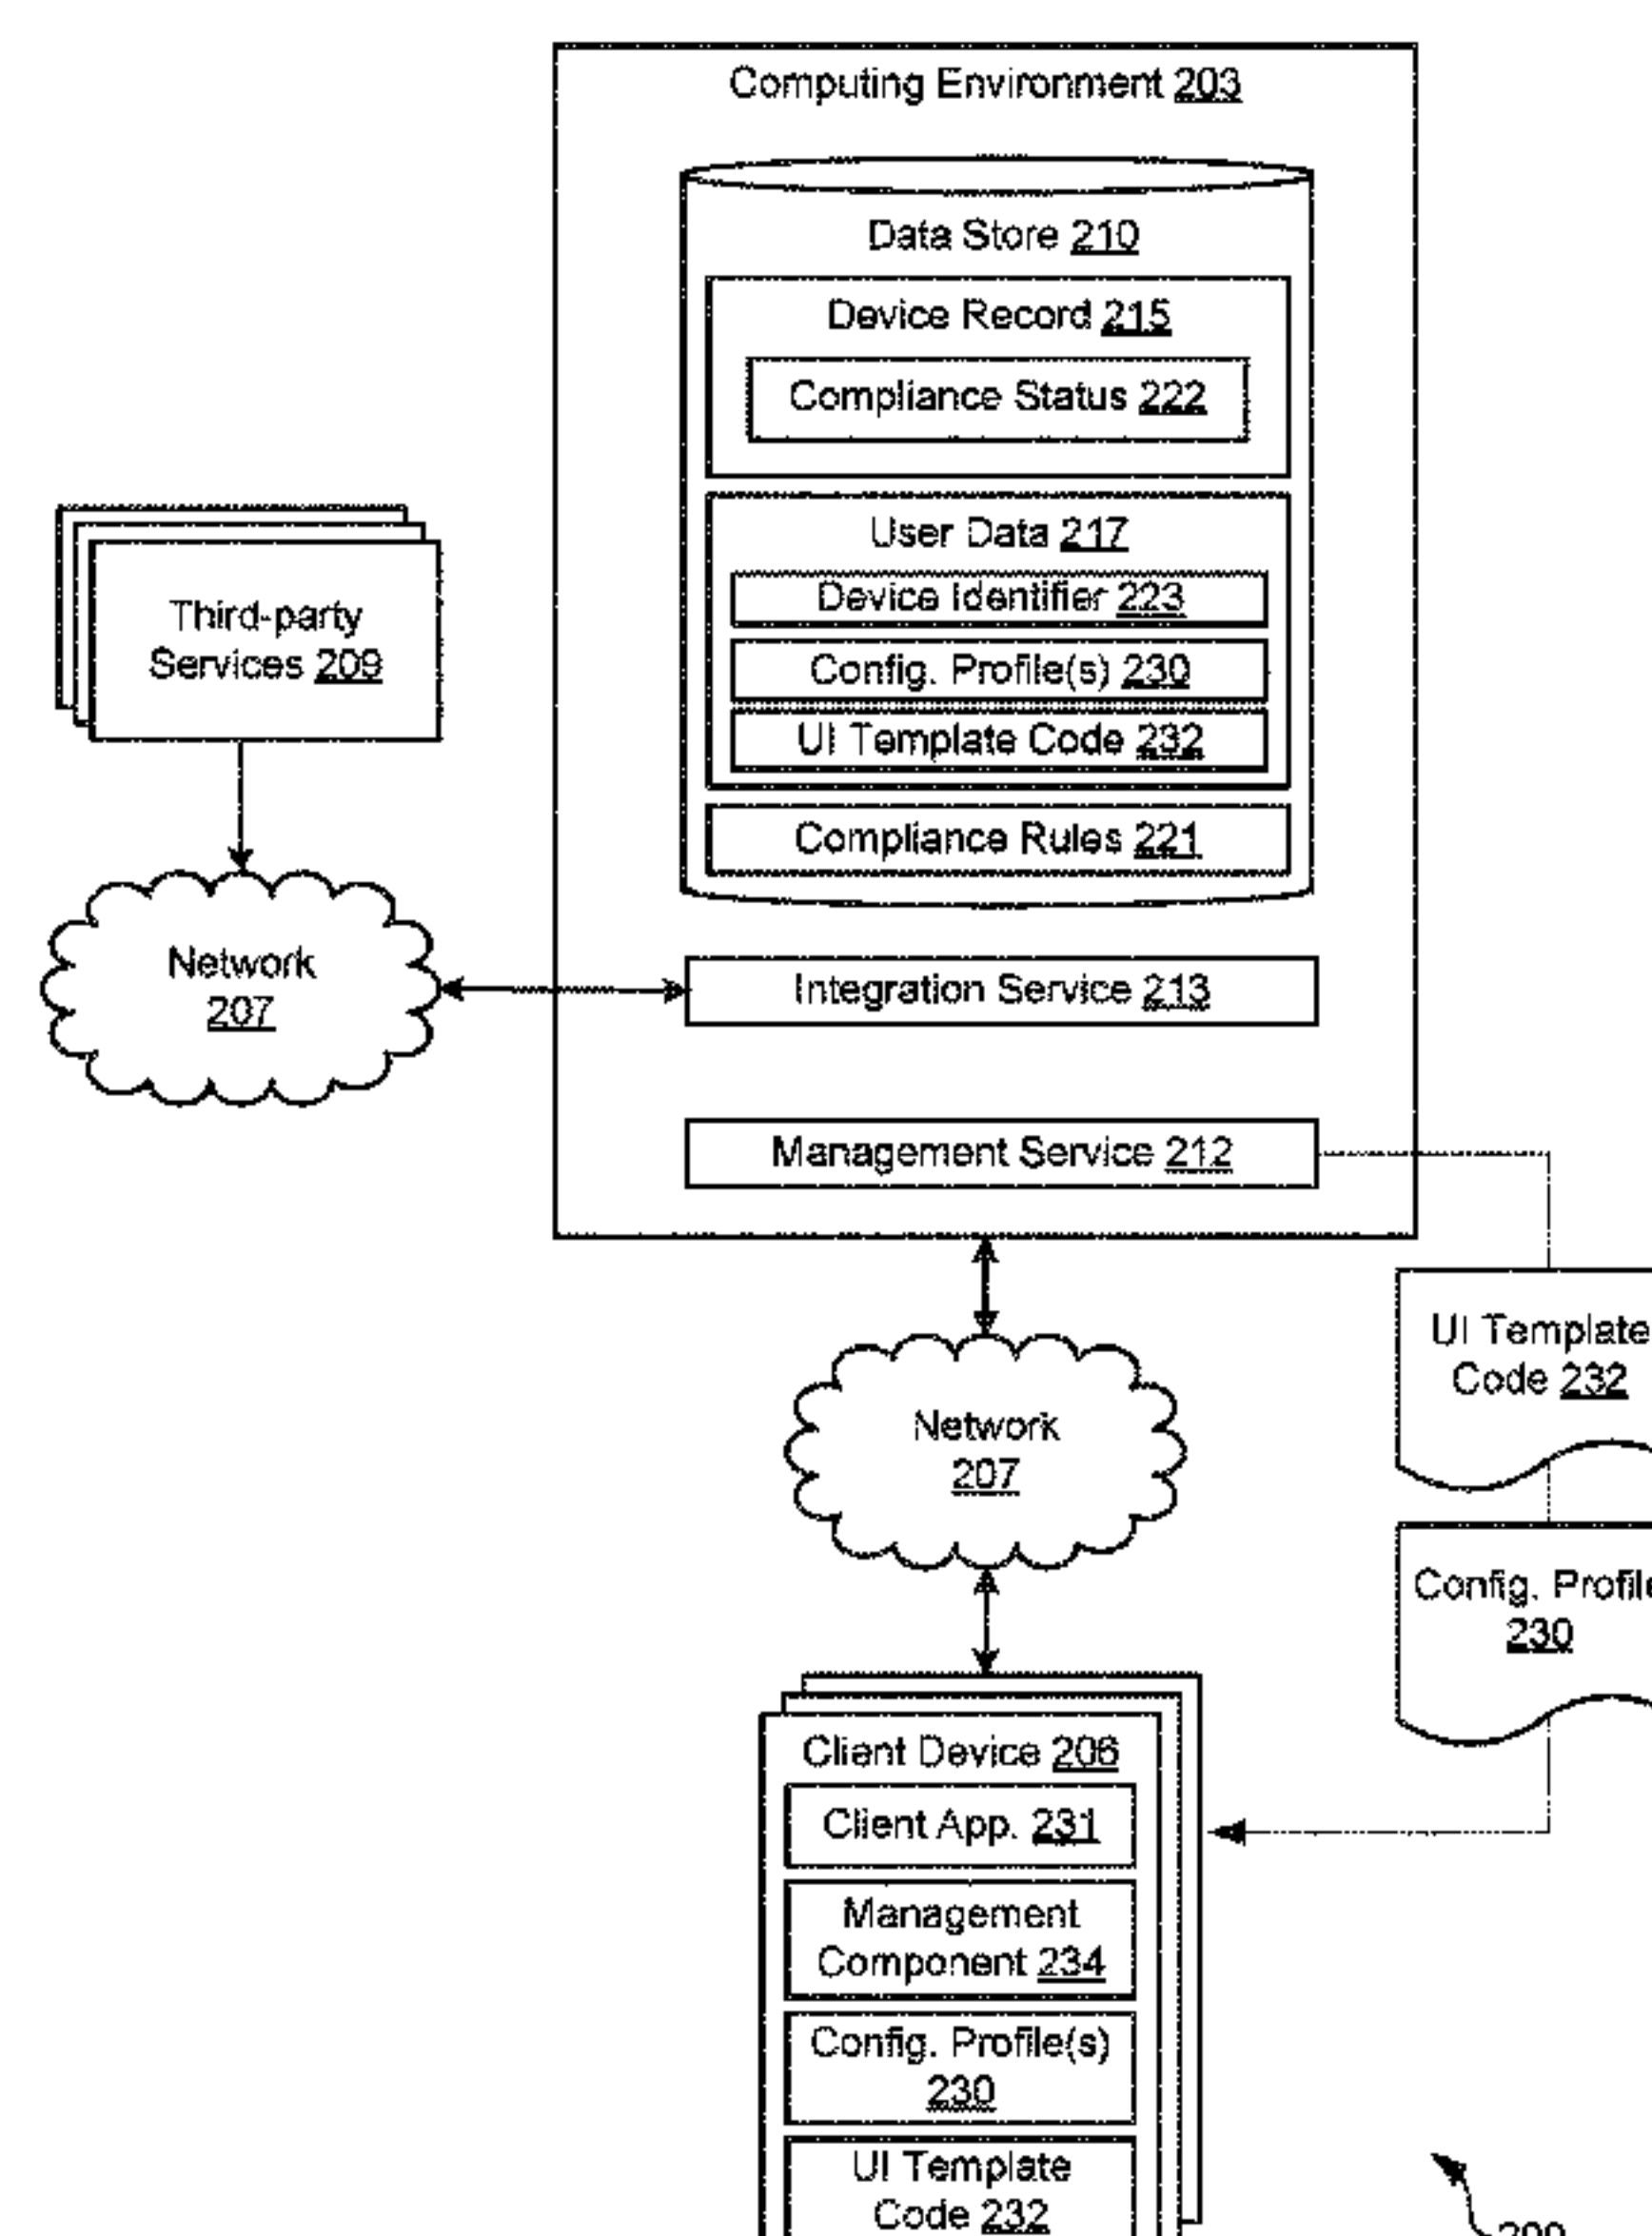 Computing Environment 203
Data Store 210
Device Record 215
Compliance Status 222
User Data 217
Device Identifier 223
Config. Profile(s) 230
UI Template Code 232
Compliance Rules 221
Third-party
Services 209
Network
207
Integration Service 213
Management Service 212
UI Template
Code 232
Network
207
Config. Profile
230
Client Device 206
Client App. 231
Management
Component 234
Config. Profile(s)
230
UI Template
Code 232